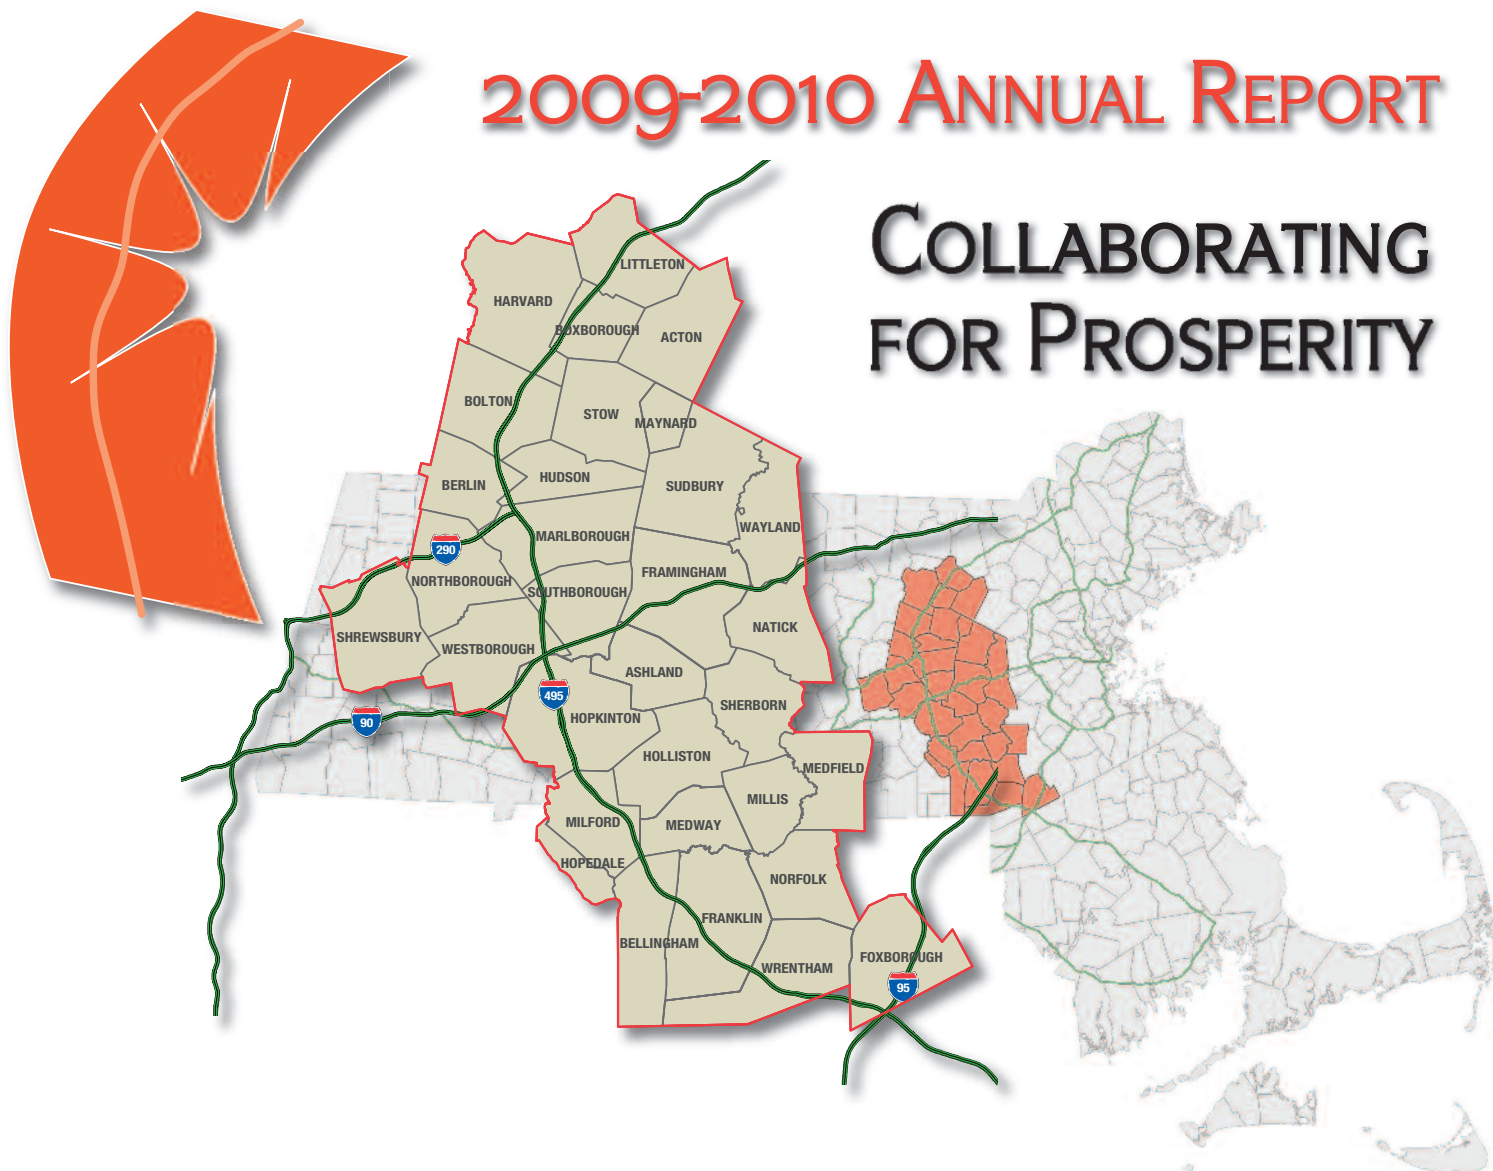 2009-2010 ANNUAL REPORT
COLLABORATING
FOR PROSPERITY
LITTLETON
HARVARD
BOXBOROUGH
ACTON
BOLTON
STOW
MAYNARD
HUDSON
BERLIN
SUDBURY
WAYLAND
MARLBOROUGH
290
FRAMINGHAM
NORTHBOROUGH
SOUTHBOROUGH
NATICK
SHREWSBURY
WESTBOROUGH
ASHLAND
495
SHERBORN
HOPKINTON
90
HOLLISTON
MEDFIELD
MILLIS
MILFORD
MEDWAY
HOPEDALE
NORFOLK
FRANKLIN
BELLINGHAM
FOXBOROUGH
WRENTHAM
95